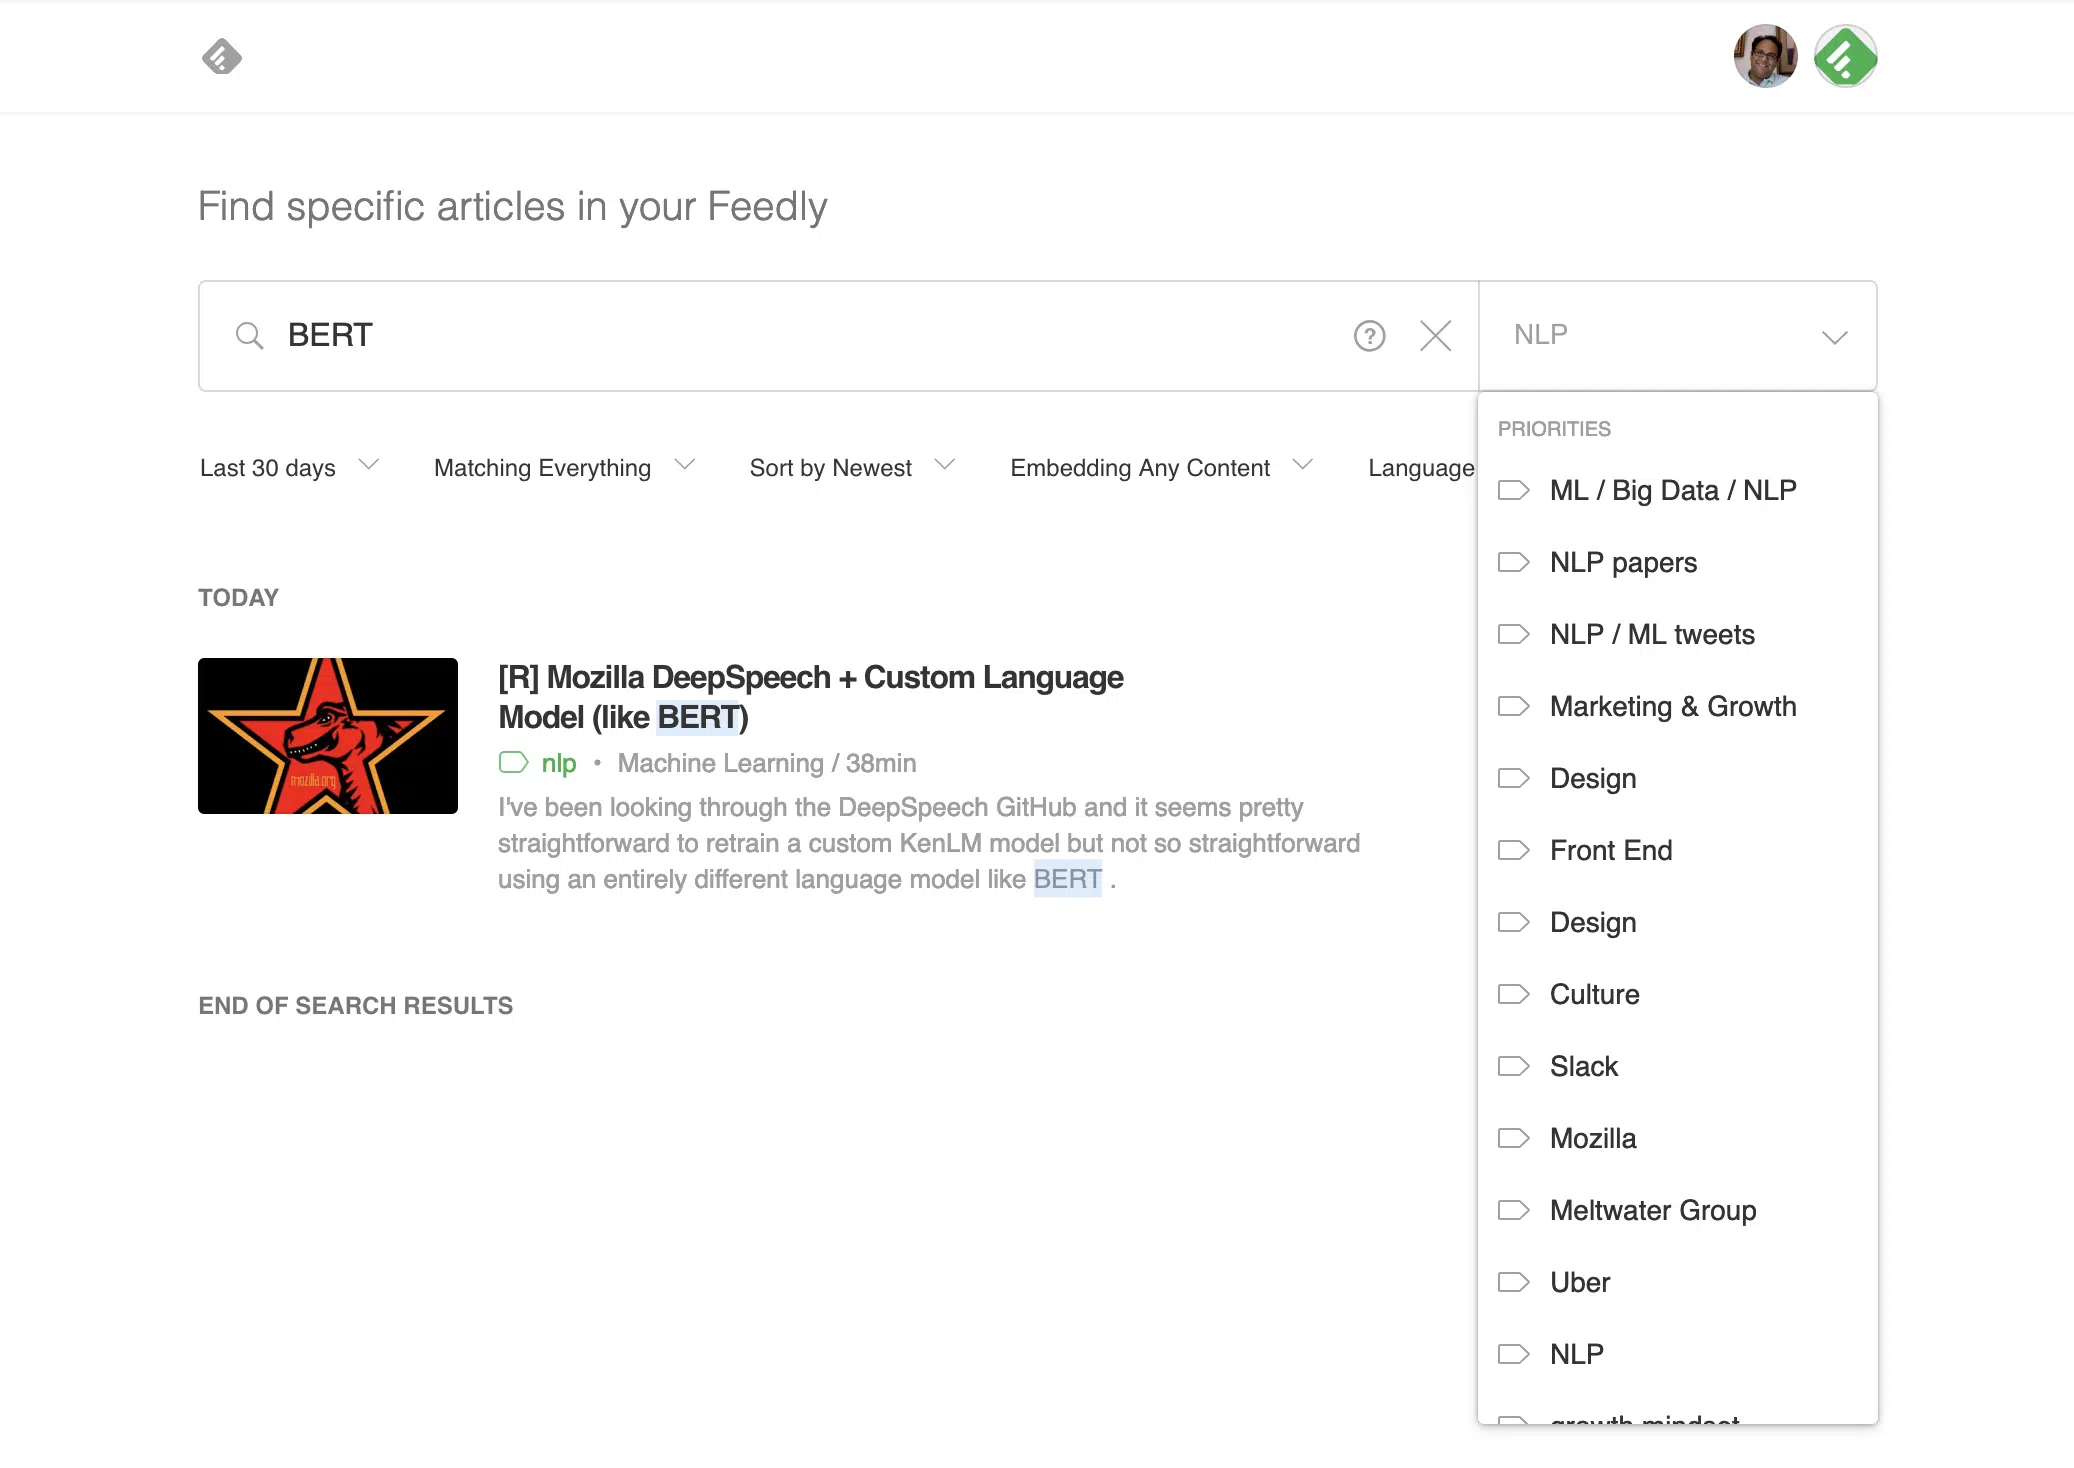 Find specific articles in your Feedly
BERT
NLP
Last 30 days
Matching Everything
Sort by Newest
Embedding Any Content
Language
PRIORITIES
ML / Big Data / NLP
NLP papers
NLP / ML tweets
Marketing & Growth
Design
Front End
Design
Culture
Slack
Mozilla
Meltwater Group
Uber
NLP
growth mindset
TODAY
mozilla.org
[R] Mozilla DeepSpeech + Custom Language
Model (like BERT)
nlp • Machine Learning / 38min
I've been looking through the DeepSpeech GitHub and it seems pretty
straightforward to retrain a custom KenLM model but not so straightforward
using an entirely different language model like BERT .
END OF SEARCH RESULTS